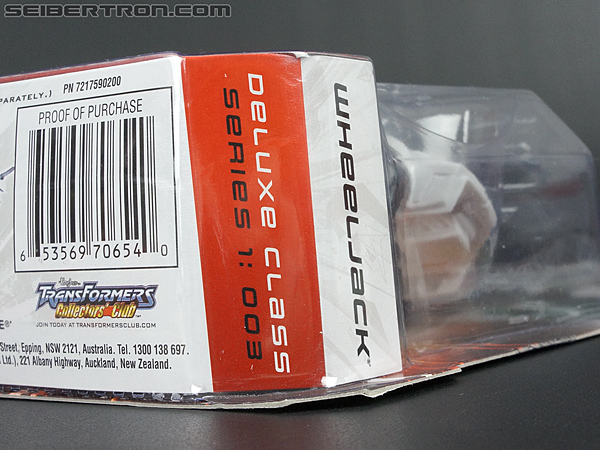 SEIBERTRON.COM
PARATELY.) PN 7217590200
PROOF OF PURCHASE
6 53569 70654 0
TRANSFORMERS
Collectors' Club
JOIN TODAY AT TRANSFORMERSCLUB.COM
E®
Street, Epping, NSW 2121, Australia. Tel. 1300 138 697.
Ltd.), 221 Albany Highway, Auckland, New Zealand.
DELUXE CLASS
SERIES 1: 003
WHEELJACK